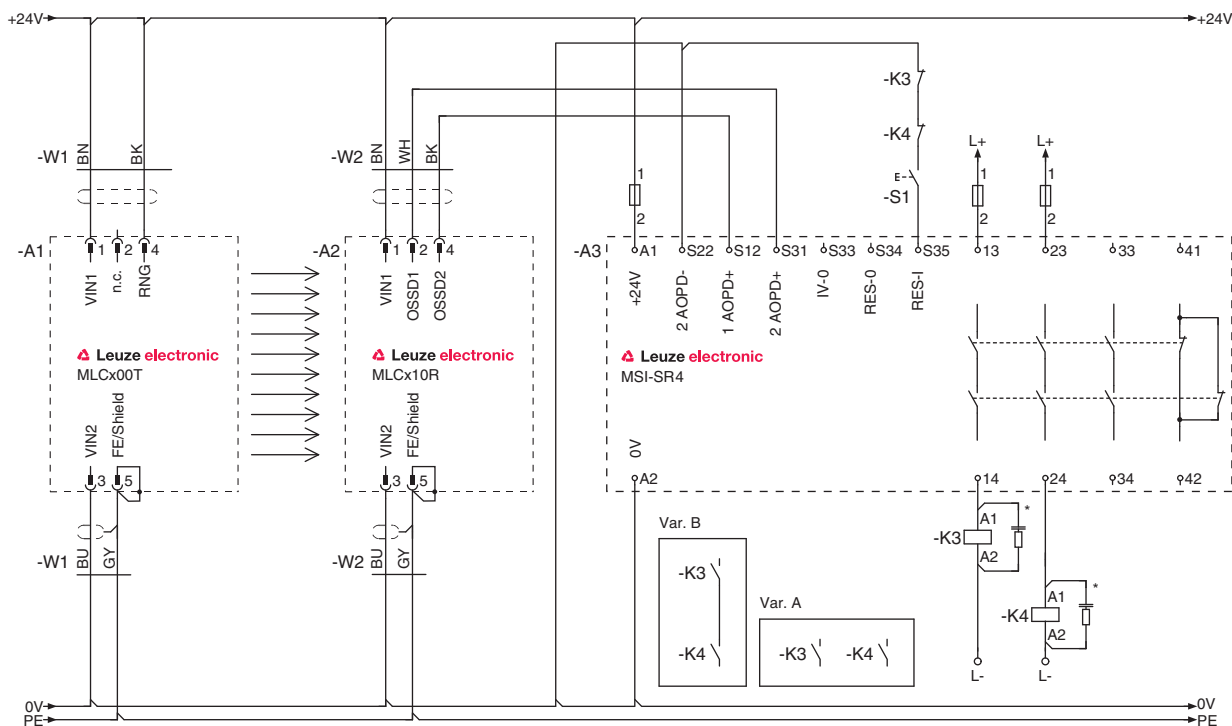 +24V
+24V
-K3
-K4
-S1
E
L+
L+
-W1
BN
BK
-W2
BN
WH
BK
1
2
1
2
1
2
-A1
1
2
4
-A2
1
2
4
-A3
A1
S22
S12
S31
S33
S34
S35
13
23
33
41
VIN1
n.c.
RNG
VIN1
OSSD1
OSSD2
+24V
2 AOPD-
1 AOPD+
2 AOPD+
IV-0
RES-0
RES-I
Leuze electronic
MLCx00T
Leuze electronic
MLCx10R
Leuze electronic
MSI-SR4
VIN2
FE/Shield
VIN2
FE/Shield
0V
3
5
3
5
A2
14
24
34
42
-W1
BU
GY
-W2
BU
GY
Var. B
-K3
-K4
Var. A
-K3
-K4
-K3
A1
A2
*
-K4
A1
A2
*
L-
L-
0V
0V
PE
PE